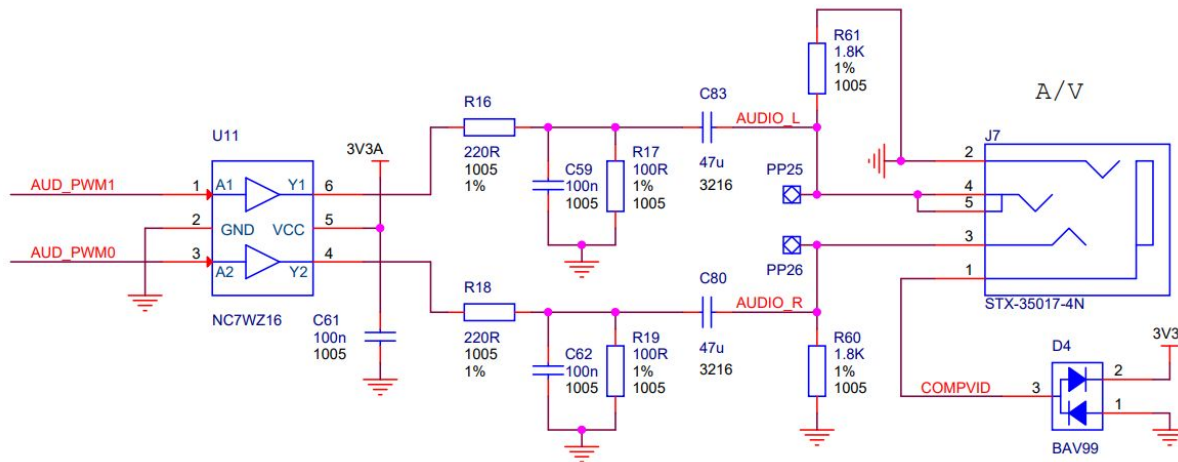 R61
1.8K
1%
1005
A/V
J7
C83
AUDIO_L
47u
3216
R16
220R
1005
1%
C59
100n
1005
R17
100R
1%
1005
PP25
2
4
5
3
1
STX-35017-4N
U11
3V3A
AUD_PWM1
1
A1
Y1
6
2
GND
VCC
5
AUD_PWM0
3
A2
Y2
4
NC7WZ16
C61
100n
1005
PP26
C80
AUDIO_R
47u
3216
R18
220R
1005
1%
C62
100n
1005
R19
100R
1%
1005
R60
1.8K
1%
1005
COMPVID
D4
3V3
3
2
1
BAV99